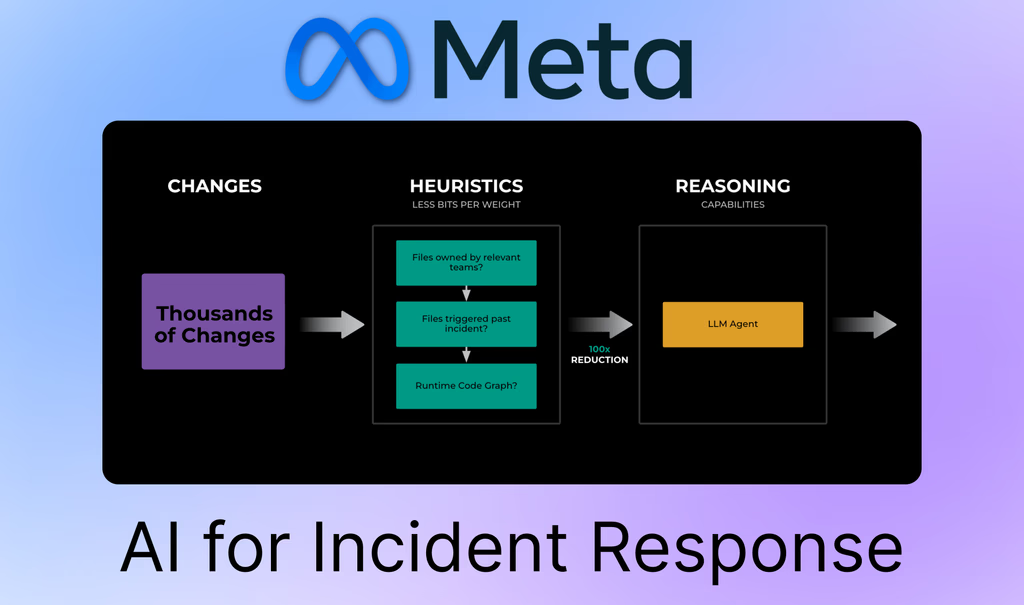 Meta
CHANGES
Thousands
of Changes
HEURISTICS
LESS BITS PER WEIGHT
Files owned by relevant
teams?
Files triggered past
incident?
Runtime Code Graph?
100x
REDUCTION
REASONING
CAPABILITIES
LLM Agent
AI for Incident Response